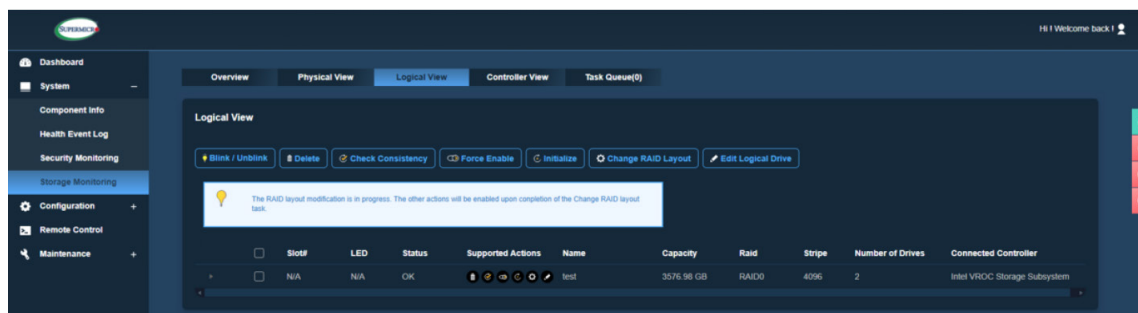 SUPERMICR
Hi ! Welcome back !
Dashboard
System
Component Info
Health Event Log
Security Monitoring
Storage Monitoring
Configuration
Remote Control
Maintenance
Overview Physical View Logical View Controller View Task Queue(0)
Logical View
Blink / Unblink Delete Check Consistency Force Enable Initialize Change RAID Layout Edit Logical Drive
The RAID layout modification is in progress. The other actions will be enabled upon completion of the Change RAID layout
task.
Slot# LED Status Supported Actions Name Capacity Raid Stripe Number of Drives Connected Controller
N/A N/A OK test 3576.98 GB RAID0 4096 2 Intel VROC Storage Subsystem